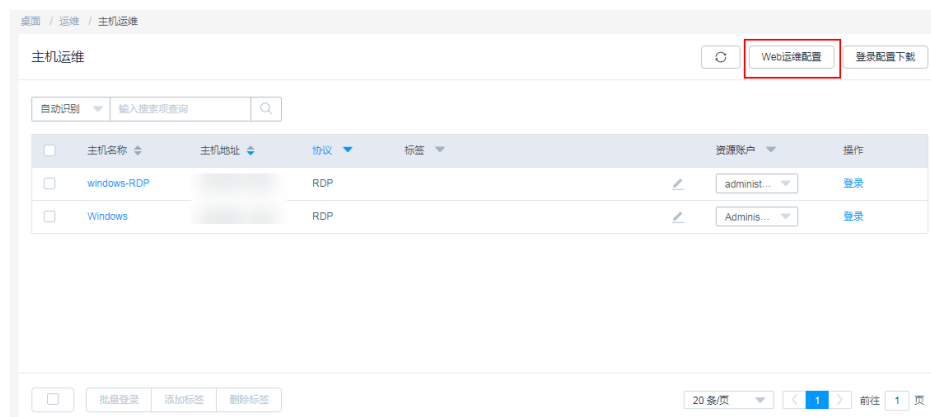 桌面 / 运维 / 主机运维
主机运维
Web运维配置 登录配置下载
自动识别 输入搜索项查询
主机名称 主机地址 协议 标签 资源账户 操作
windows-RDP RDP administ... 登录
Windows RDP Adminis... 登录
批量登录 添加标签 删除标签 20 条/页 1 前往 1 页